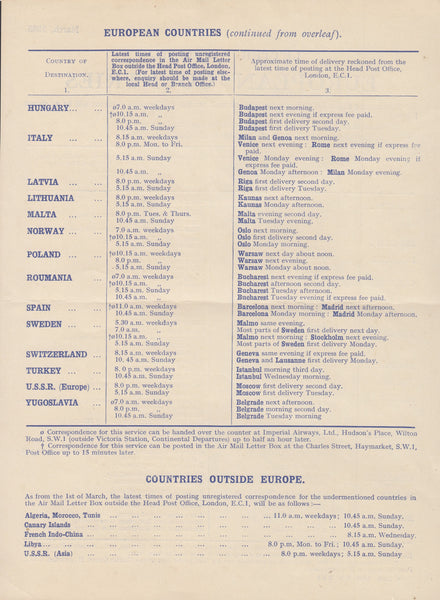 EUROPEAN COUNTRIES (continued from overleaf).
COUNTRY OF
DESTINATION.
1.
Latest times of posting unregistered
correspondence in the Air Mail Letter
Box outside the Head Post Office, London,
E.C.1. (For latest time of posting else-
where, enquiry should be made at the
local Head or Branch Office.)
2.
Approximate time of delivery reckoned from the
latest time of posting at the Head Post Office,
London, E.C.1.
3.
HUNGARY... ... ø7.0 a.m. weekdays Budapest next morning.
†ø10.15 a.m. „ Budapest next evening if express fee paid.
8.0 p.m. „ Budapest first delivery second day.
10.45 a.m. Sunday Budapest first delivery Tuesday.
ITALY ... ... 8.15 a.m. weekdays Milan and Genoa next morning.
8.0 p.m. Mon. to Fri. Venice next evening: Rome next evening if express fee
paid.
5.15 a.m. Sunday Venice Monday evening: Rome Monday evening if
express fee paid.
10.45 a.m. „ Genoa Monday afternoon: Milan Monday evening.
LATVIA ... ... 8.0 p.m. weekdays Riga first delivery second day.
5.15 a.m. Sunday Riga first delivery Tuesday.
LITHUANIA ... 8.0 p.m. weekdays Kaunas next afternoon.
5.15 a.m. Sunday Kaunas Monday afternoon.
MALTA ... ... 8.0 p.m. Tues. & Thurs. Malta evening second day.
5.15 a.m. Sunday Malta Tuesday evening.
NORWAY ... ... ø7.0 a.m. weekdays Oslo next morning.
†ø10.15 a.m. „ Oslo first delivery second day.
5.15 a.m. Sunday Oslo Monday morning.
POLAND ... ... †ø10.15 a.m. weekdays Warsaw next day about noon.
8.0 p.m. „ Warsaw next evening.
5.15 a.m. Sunday Warsaw Monday about noon.
ROUMANIA ... ø7.0 a.m. weekdays Bucharest next evening if express fee paid.
†ø10.15 a.m. „ Bucharest afternoon second day.
5.15 a.m. Sunday Bucharest Tuesday afternoon.
10.45 a.m. „ Bucharest Tuesday evening if express fee paid.
SPAIN ... ... †ø11.0 a.m. weekdays Barcelona next morning: Madrid next afternoon.
10.45 a.m. Sunday Barcelona Monday morning: Madrid Monday afternoon.
SWEDEN ... ... 5.30 a.m. weekdays Malmo same evening.
7.0 a.m. „ Most parts of Sweden first delivery next day.
†ø10.15 a.m. „ Malmo next morning: Stockholm next evening.
5.15 a.m. Sunday Most parts of Sweden first delivery Monday.
SWITZERLAND ... 8.15 a.m. weekdays Geneva same evening if express fee paid.
10.45 a.m. Sunday Geneva and Lausanne first delivery Monday.
TURKEY ... ... 8.0 p.m. weekdays Istanbul morning third day.
10.45 a.m. Sunday Istanbul Wednesday morning.
U.S.S.R. (Europe) ... 8.0 p.m. weekdays Moscow first delivery second day.
5.15 a.m. Sunday Moscow first delivery Tuesday.
YUGOSLAVIA ... ø7.0 a.m. weekdays Belgrade next afternoon.
8.0 p.m. „ Belgrade morning second day.
10.45 a.m. Sunday Belgrade Tuesday morning
ø Correspondence for this service can be handed over the counter at Imperial Airways, Ltd., Hudson's Place, Wilton
Road, S.W.1 (outside Victoria Station, Continental Departures) up to half an hour later.
† Correspondence for this service can be posted in the Air Mail Letter Box at the Charles Street, Haymarket, S.W.1,
Post Office up to 15 minutes later.
COUNTRIES OUTSIDE EUROPE.
As from the 1st of March, the latest times of posting unregistered correspondence for the undermentioned countries in
the Air Mail Letter Box outside the Head Post Office, London, E.C.1, will be as follows:—
Algeria, Morocco, Tunis ... ... 11.0 a.m. weekdays; 10.45 a.m. Sunday.
Canary Islands ... ... 10.45 a.m. Sunday.
French Indo-China ... ... 8.15 a.m. Wednesday.
Libya... ... 8.0 p.m. Mon. to Fri.; 10.45 a.m. Sunday.
U.S.S.R. (Asia) ... ... 8.0 p.m. weekdays; 5.15 a.m. Sunday.